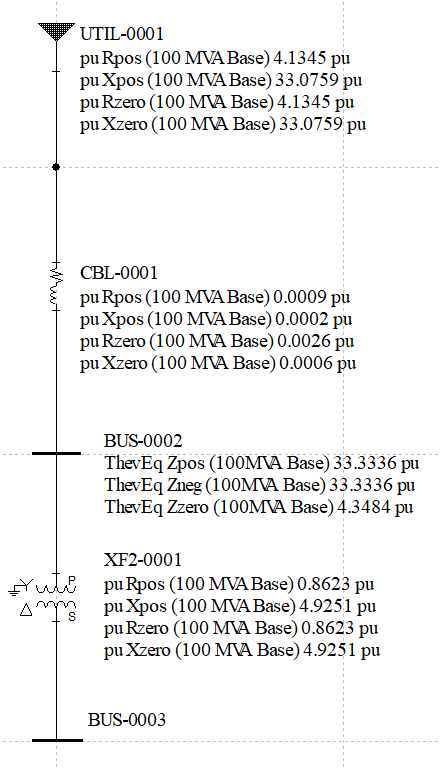 UTIL-0001
pu Rpos (100 MVA Base) 4.1345 pu
pu Xpos (100 MVA Base) 33.0759 pu
pu Rzero (100 MVA Base) 4.1345 pu
pu Xzero (100 MVA Base) 33.0759 pu
CBL-0001
pu Rpos (100 MVA Base) 0.0009 pu
pu Xpos (100 MVA Base) 0.0002 pu
pu Rzero (100 MVA Base) 0.0026 pu
pu Xzero (100 MVA Base) 0.0006 pu
BUS-0002
ThevEq Zpos (100MVA Base) 33.3336 pu
ThevEq Zneg (100MVA Base) 33.3336 pu
ThevEq Zzero (100MVA Base) 4.3484 pu
XF2-0001
P
S
pu Rpos (100 MVA Base) 0.8623 pu
pu Xpos (100 MVA Base) 4.9251 pu
pu Rzero (100 MVA Base) 0.8623 pu
pu Xzero (100 MVA Base) 4.9251 pu
BUS-0003